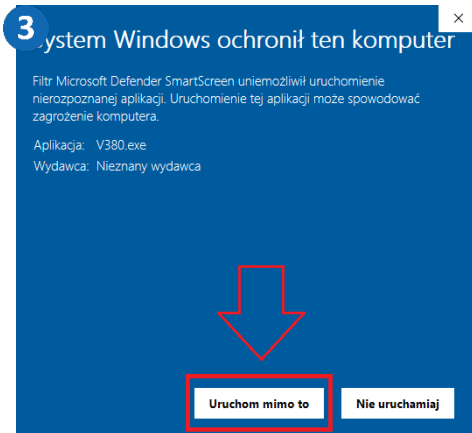 3
System Windows ochronił ten komputer
Filtr Microsoft Defender SmartScreen uniemożliwił uruchomienie
nierozpoznanej aplikacji. Uruchomienie tej aplikacji może spowodować
zagrożenie komputera.
Aplikacja: V380.exe
Wydawca: Nieznany wydawca
Uruchom mimo to
Nie uruchamiaj